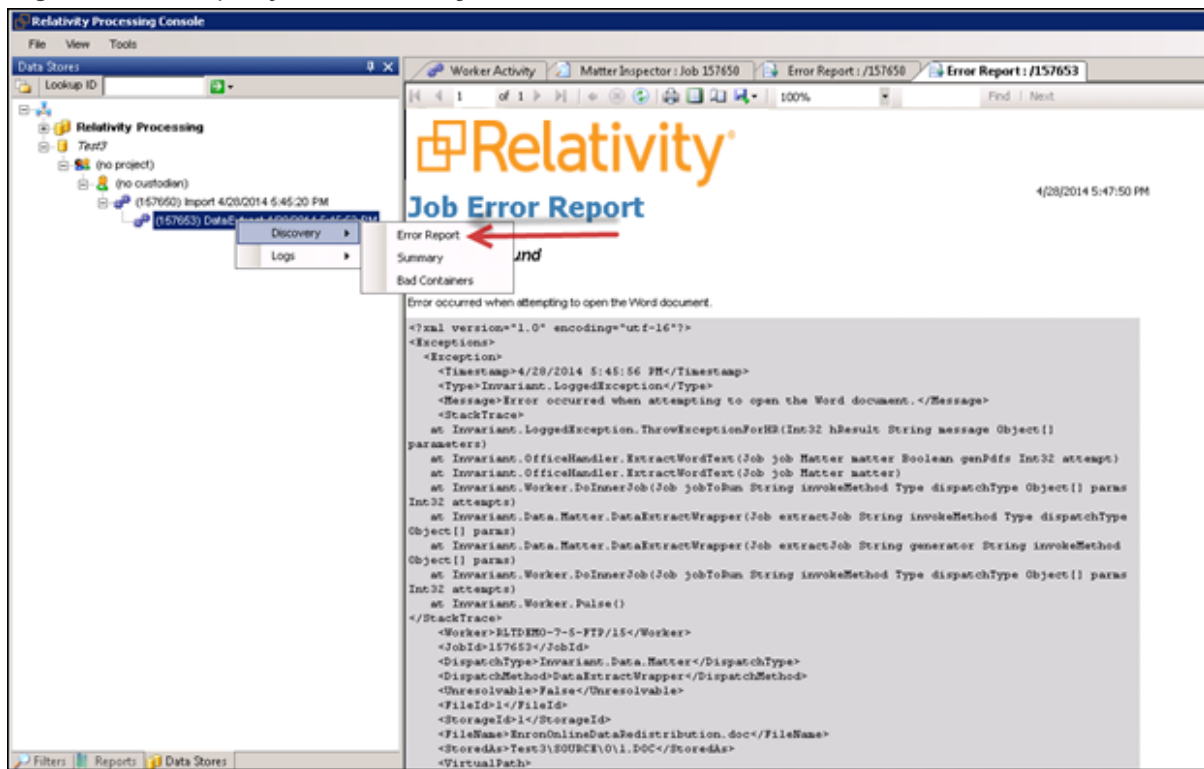 Relativity Processing Console
File View Tools
Data Stores
Lookup ID
Relativity Processing
Test3
(no project)
(no custodian)
(157650) Import 4/28/2014 5:45:20 PM
(157653) DataExtract 4/28/2014 PM
Discovery
Logs
Error Report
Summary
Bad Containers
Filters Reports Data Stores
Worker Activity Matter Inspector : Job 157650 Error Report : /157650 Error Report : /157653
1 of 1 100% Find | Next
Relativity
4/28/2014 5:47:50 PM
Job Error Report
Error occurred when attempting to open the Word document.
<?xml version="1.0" encoding="utf-16"?>
<Exceptions>
<Exception>
<Timestamp>4/28/2014 5:45:56 PM</Timestamp>
<Type>Invariant.LoggedException</Type>
<Message>Error occurred when attempting to open the Word document.</Message>
<StackTrace>
at Invariant.LoggedException.ThrowExceptionForHR(Int32 hResult String message Object[]
parameters)
at Invariant.OfficeHandler.ExtractWordText(Job job Matter matter Boolean genPdfs Int32 attempt)
at Invariant.OfficeHandler.ExtractWordText(Job job Matter matter)
at Invariant.Worker.DoInnerJob(Job jobToRun String invokeMethod Type dispatchType Object[] parms
Int32 attempts)
at Invariant.Data.Matter.DataExtractWrapper(Job extractJob String invokeMethod Type dispatchType
Object[] parms)
at Invariant.Data.Matter.DataExtractWrapper(Job extractJob String generator String invokeMethod
Object[] parms)
at Invariant.Worker.DoInnerJob(Job jobToRun String invokeMethod Type dispatchType Object[] parms
Int32 attempts)
at Invariant.Worker.Pulse()
</StackTrace>
<Worker>RLTDEMO-7-5-FTP/15</Worker>
<JobId>157653</JobId>
<DispatchType>Invariant.Data.Matter</DispatchType>
<DispatchMethod>DataExtractWrapper</DispatchMethod>
<Unresolvable>False</Unresolvable>
<FileId>1</FileId>
<StorageId>1</StorageId>
<FileName>EnronOnlineDataRedistribution.doc</FileName>
<StoredAs>Test3\SOURCE\0\1.DOC</StoredAs>
<VirtualPath>